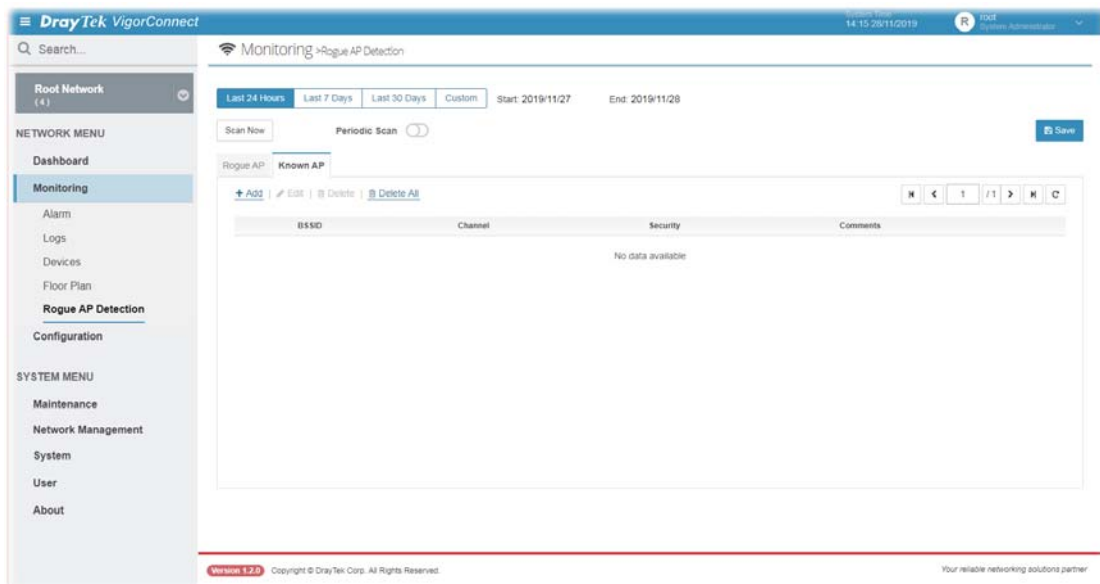 DrayTek VigorConnect
System Time
14:15 28/11/2019
R
root
System Administrator
Search...
Monitoring >Rogue AP Detection
Root Network
(4)
Last 24 Hours Last 7 Days Last 30 Days Custom Start: 2019/11/27 End: 2019/11/28
NETWORK MENU
Scan Now Periodic Scan Save
Dashboard
Rogue AP Known AP
Monitoring
+ Add | Edit | Delete | Delete All 1 / 1
Alarm
BSSID Channel Security Comments
Logs
No data available
Devices
Floor Plan
Rogue AP Detection
Configuration
SYSTEM MENU
Maintenance
Network Management
System
User
About
Version 1.2.0 Copyright © DrayTek Corp. All Rights Reserved. Your reliable networking solutions partner